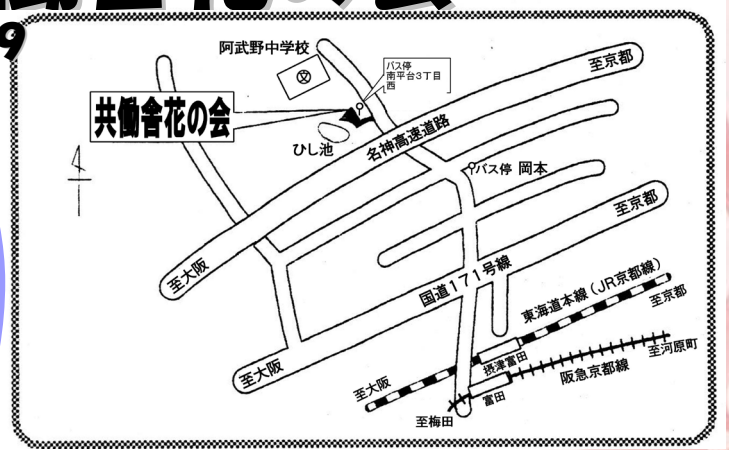 9
阿武野中学校
文
バス停
南平台3丁目
西
至京都
共働舎花の会
ひし池
名神高速道路
バス停 岡本
至京都
至大阪
国道171号線
東海道本線(JR京都線)
至京都
摂津富田
至大阪
至大阪
至河原町
阪急京都線
富田
至梅田